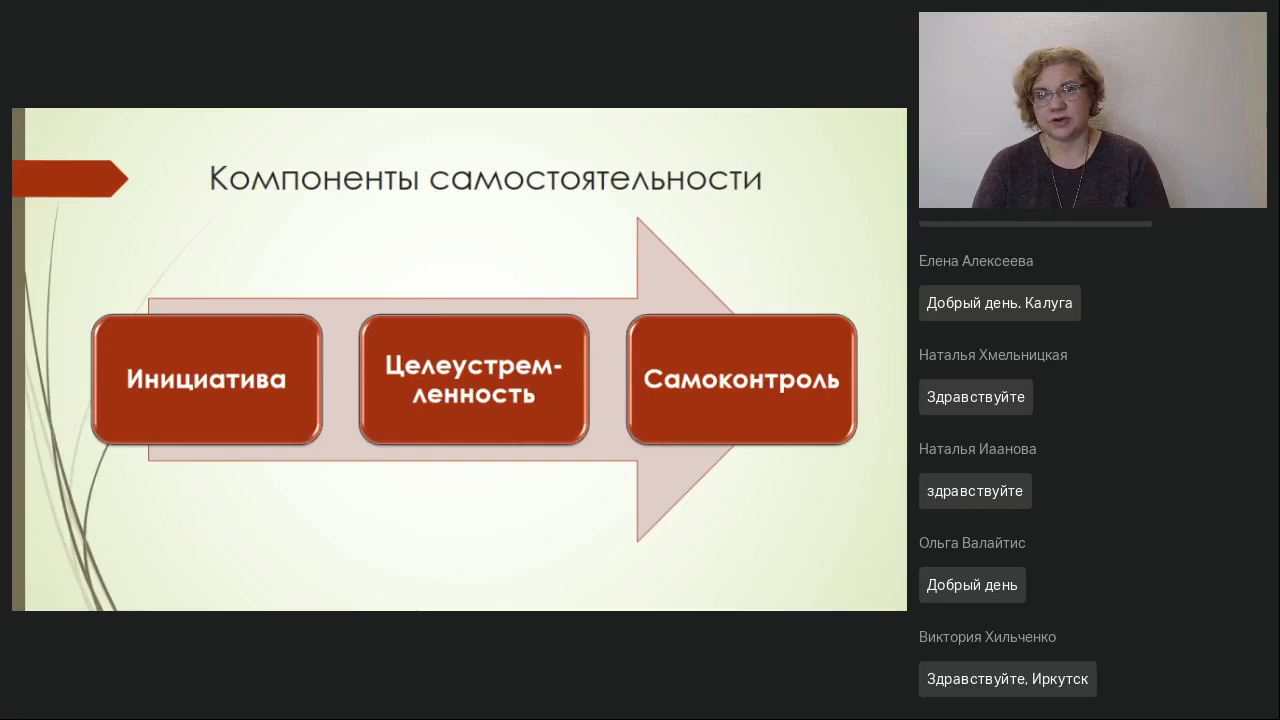 Компоненты самостоятельности
Инициатива
Целеустрем-
ленность
Самоконтроль
Елена Алексеева
Добрый день. Калуга
Наталья Хмельницкая
Здравствуйте
Наталья Иаанова
здравствуйте
Ольга Валайтис
Добрый день
Виктория Хильченко
Здравствуйте, Иркутск